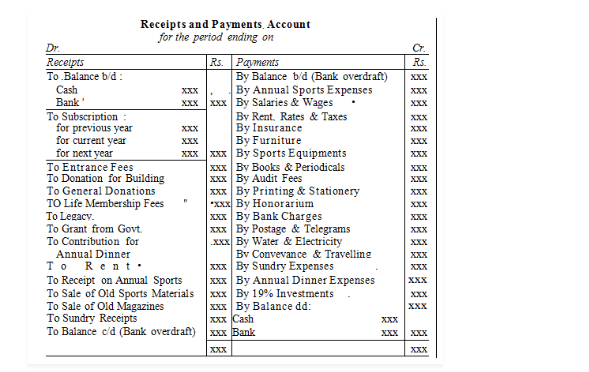 Receipts and Payments. Account
for the period ending on
Dr. Cr.
Receipts Rs. Payments Rs.
To .Balance b/d : By Balance b/d (Bank overdraft) xxx
Cash xxx . . By Annual Sports Expenses xxx
Bank ' xxx xxx By Salaries & Wages • xxx
To Subscription : Bv Rent. Rates & Taxes xxx
for previous year xxx By Insurance xxx
for current year xxx By Furniture xxx
for next year xxx xxx By Sports Equipments xxx
To Entrance Fees xxx Bv Books & Periodicals xxx
To Donation for Building xxx By Audit Fees xxx
To General Donations xxx By Printing & Stationery xxx
TO Life Membership Fees " •xxx By Honorarium xxx
To Legacv. xxx By Bank Charges xxx
To Grant from Govt. xxx By Postage & Telegrams xxx
To Contribution for .xxx By Water & Electricity xxx
Annual Dinner Bv Convevance & Travelling xxx
To Rent • xxx By Sundry Expenses . xxx
To Receipt on Annual Sports xxx By Annual Dinner Expenses xxx
To Sale of Old Sports Materials xxx By 19% Investments . xxx
To Sale of Old Magazines xxx By Balance dd: xxx
To Sundry Receipts xxx Cash xxx
To Balance c/d (Bank overdraft) xxx Bank xxx xxx
xxx xxx